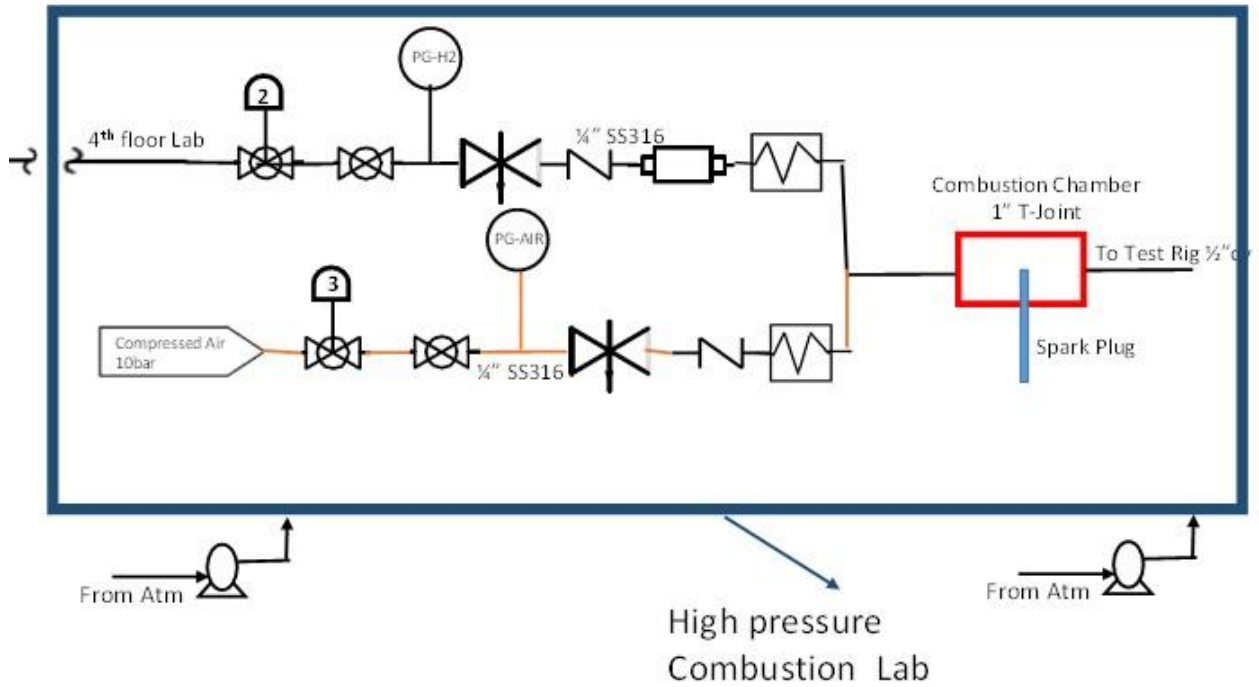 PG-H2
2
4th floor Lab
¼" SS316
Combustion Chamber
1" T-Joint
PG-AIR
To Test Rig ½"
3
Compressed Air
10bar
¼" SS316
Spark Plug
From Atm
From Atm
High pressure
Combustion Lab